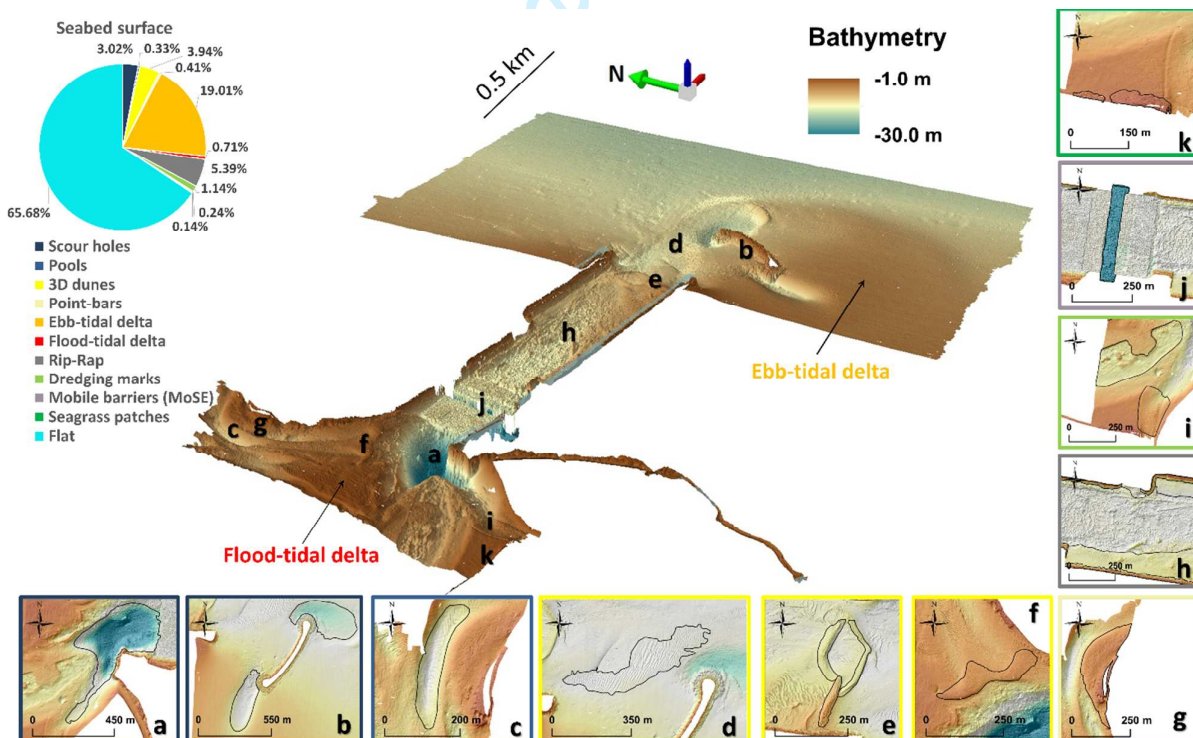 Seabed surface
3.02%
0.33%
3.94%
0.41%
19.01%
0.71%
5.39%
1.14%
0.24%
0.14%
65.68%
Scour holes
Pools
3D dunes
Point-bars
Ebb-tidal delta
Flood-tidal delta
Rip-Rap
Dredging marks
Mobile barriers (MoSE)
Seagrass patches
Flat
0.5 km
N
Bathymetry
-1.0 m
-30.0 m
d
b
e
h
Ebb-tidal delta
j
g
c
f
a
i
k
Flood-tidal delta
0 150 m
k
0 250 m
j
0 250 m
i
0 250 m
h
N
0 450 m
a
N
0 550 m
b
N
0 200 m
c
N
0 350 m
d
N
0 250 m
e
N
f
0 250 m
N
0 250 m
g